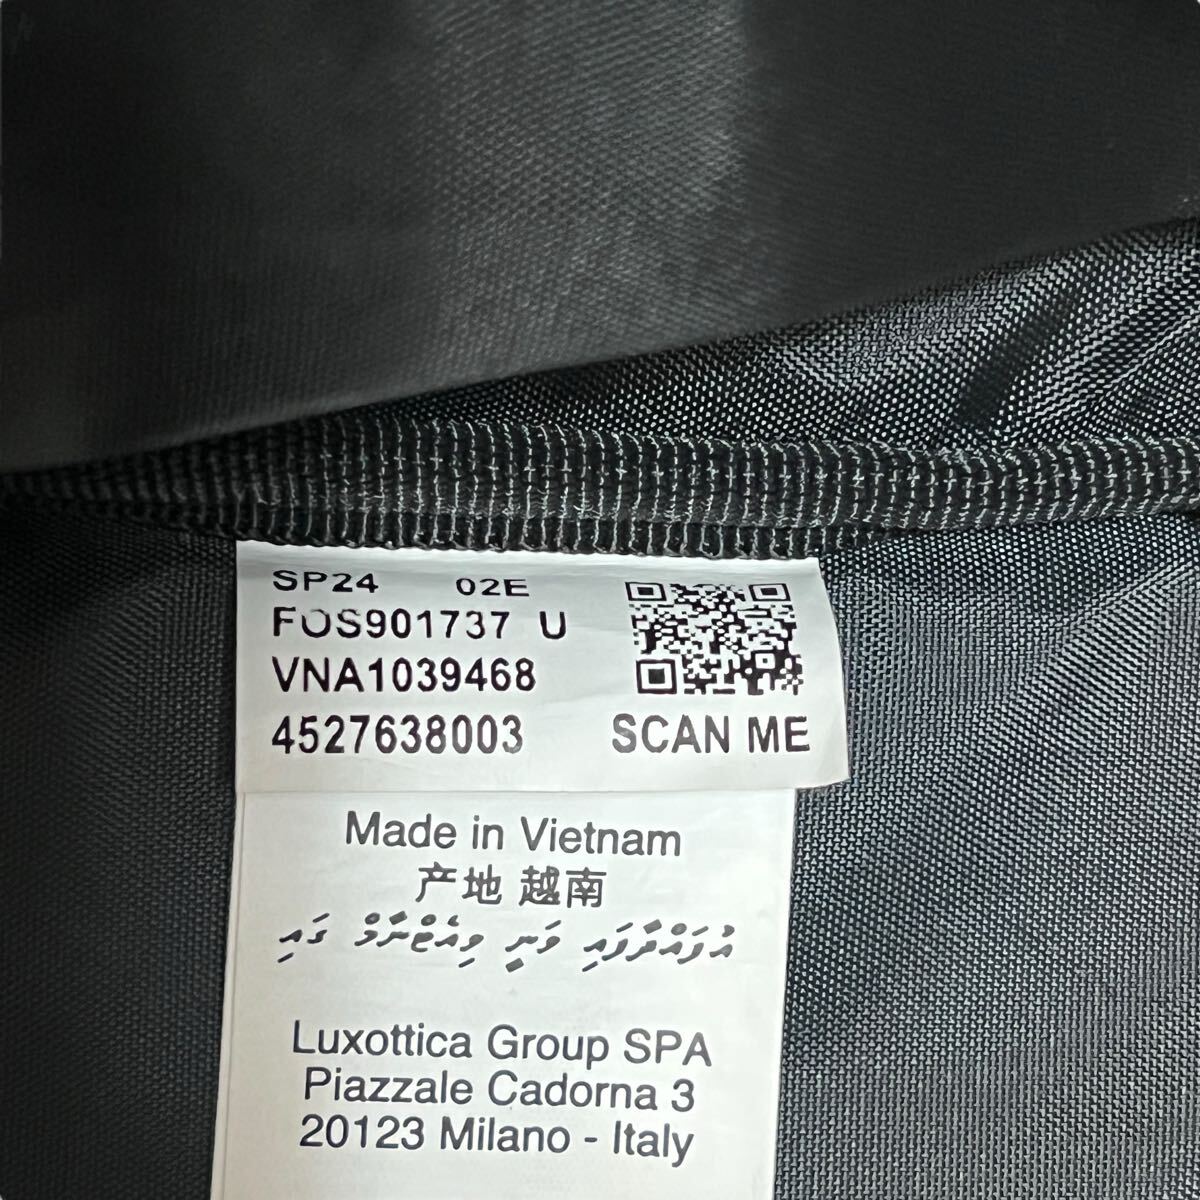 SP24 02E
FOS901737 U
VNA1039468
4527638003 SCAN ME
Made in Vietnam
产地 越南
އުފައްދާފައި ވަނީ ވިއެޓްނާމް ގައި
Luxottica Group SPA
Piazzale Cadorna 3
20123 Milano - Italy